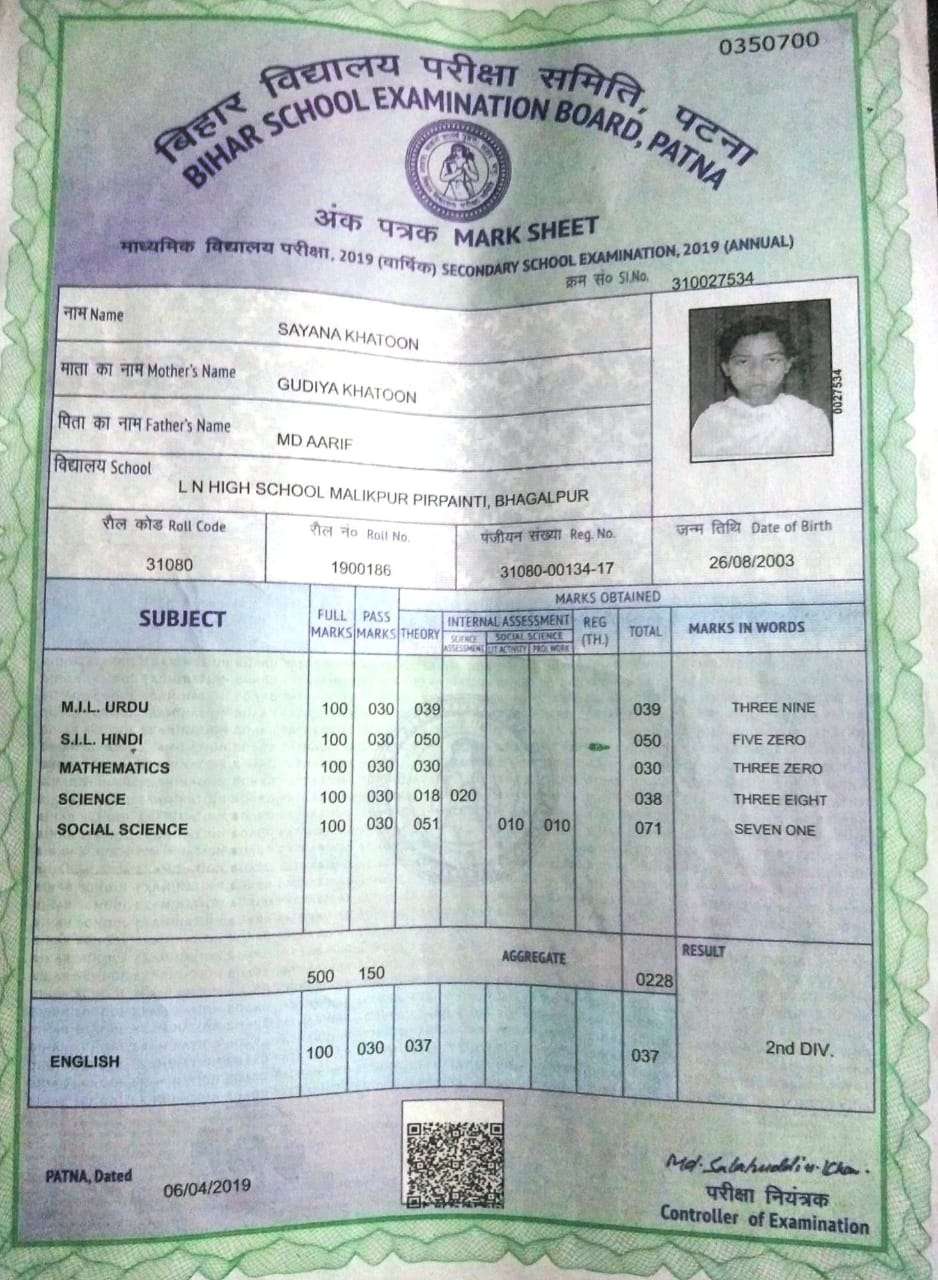 0350700
बिहार विद्यालय परीक्षा समिति, पटना
BIHAR SCHOOL EXAMINATION BOARD, PATNA
अंक पत्रक MARK SHEET
माध्यमिक विद्यालय परीक्षा, 2019 (वार्षिक) SECONDARY SCHOOL EXAMINATION, 2019 (ANNUAL)
क्रम सं० Sl.No. 310027534
नाम Name SAYANA KHATOON
माता का नाम Mother's Name GUDIYA KHATOON
पिता का नाम Father's Name MD AARIF
विद्यालय School L N HIGH SCHOOL MALIKPUR PIRPAINTI, BHAGALPUR
0027534
रौल कोड Roll Code रौल नं० Roll No. पंजीयन संख्या Reg. No. जन्म तिथि Date of Birth
31080 1900186 31080-00134-17 26/08/2003
SUBJECT FULL MARKS PASS MARKS MARKS OBTAINED
THEORY INTERNAL ASSESSMENT REG (TH.) TOTAL MARKS IN WORDS
SCIENCE ASSESSMENT SOCIAL SCIENCE LIT ACTIVITY PROJ. WORK
M.I.L. URDU 100 030 039 039 THREE NINE
S.I.L. HINDI 100 030 050 050 FIVE ZERO
MATHEMATICS 100 030 030 030 THREE ZERO
SCIENCE 100 030 018 020 038 THREE EIGHT
SOCIAL SCIENCE 100 030 051 010 010 071 SEVEN ONE
500 150 AGGREGATE 0228 RESULT
ENGLISH 100 030 037 037 2nd DIV.
PATNA, Dated 06/04/2019
Md. Salahuddin Khan.
परीक्षा नियंत्रक
Controller of Examination